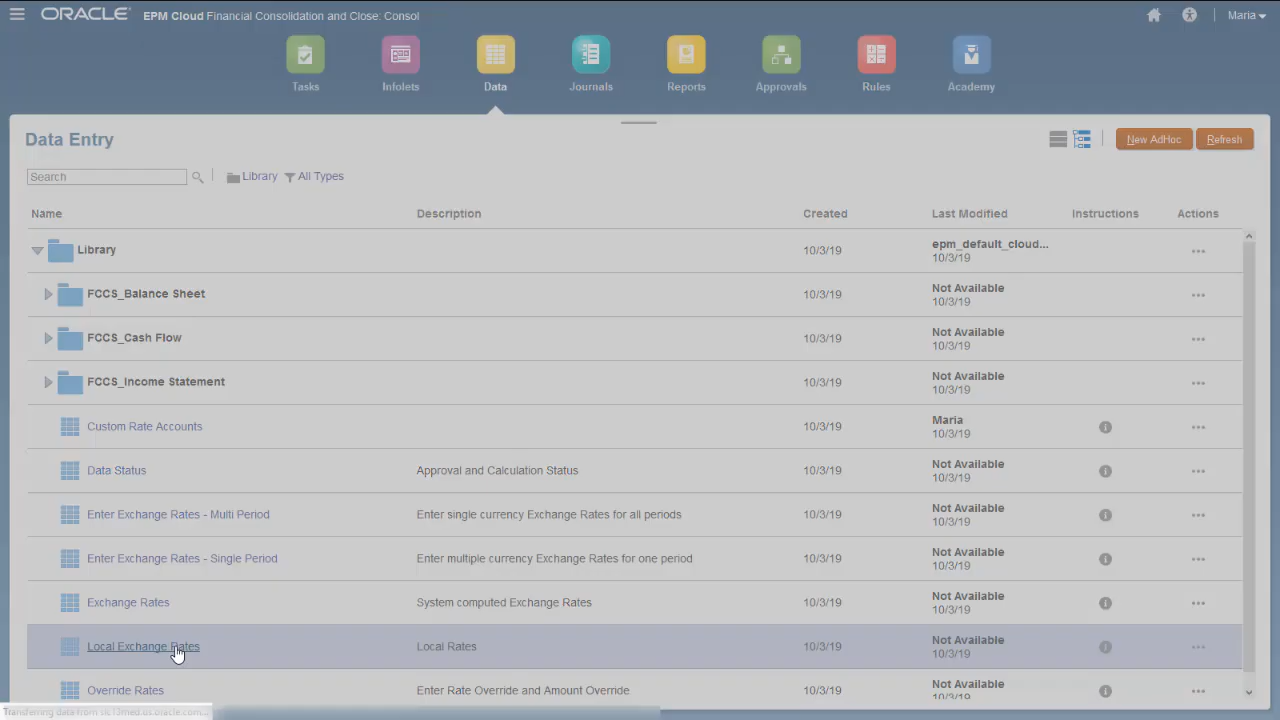 ORACLE EPM Cloud Financial Consolidation and Close: Consol Maria
Tasks Infolets Data Journals Reports Approvals Rules Academy
Data Entry New AdHoc Refresh
Search Library All Types
Name Description Created Last Modified Instructions Actions
Library 10/3/19 epm_default_cloud... 10/3/19
FCCS_Balance Sheet 10/3/19 Not Available 10/3/19
FCCS_Cash Flow 10/3/19 Not Available 10/3/19
FCCS_Income Statement 10/3/19 Not Available 10/3/19
Custom Rate Accounts 10/3/19 Maria 10/3/19
Data Status Approval and Calculation Status 10/3/19 Not Available 10/3/19
Enter Exchange Rates - Multi Period Enter single currency Exchange Rates for all periods 10/3/19 Not Available 10/3/19
Enter Exchange Rates - Single Period Enter multiple currency Exchange Rates for one period 10/3/19 Not Available 10/3/19
Exchange Rates System computed Exchange Rates 10/3/19 Not Available 10/3/19
Local Exchange Rates Local Rates 10/3/19 Not Available 10/3/19
Override Rates Enter Rate Override and Amount Override 10/3/19 Not Available 10/3/19
Transferring data from